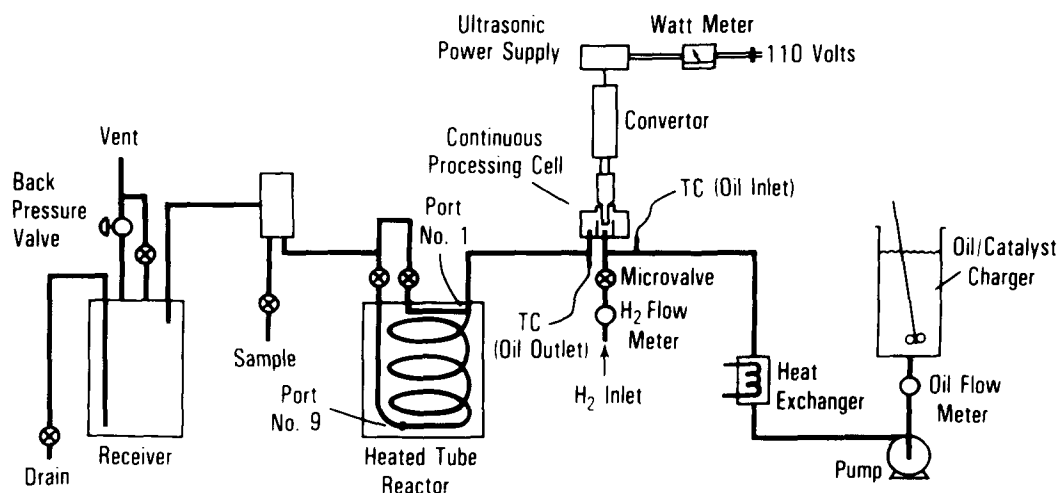 Ultrasonic
Power Supply
Watt Meter
110 Volts
Convertor
Continuous
Processing Cell
TC (Oil Inlet)
Vent
Back
Pressure
Valve
Port
No. 1
Oil/Catalyst
Charger
Microvalve
H2 Flow
Meter
TC
(Oil Outlet)
H2 Inlet
Sample
Port
No. 9
Heat
Exchanger
Oil Flow
Meter
Drain
Receiver
Heated Tube
Reactor
Pump